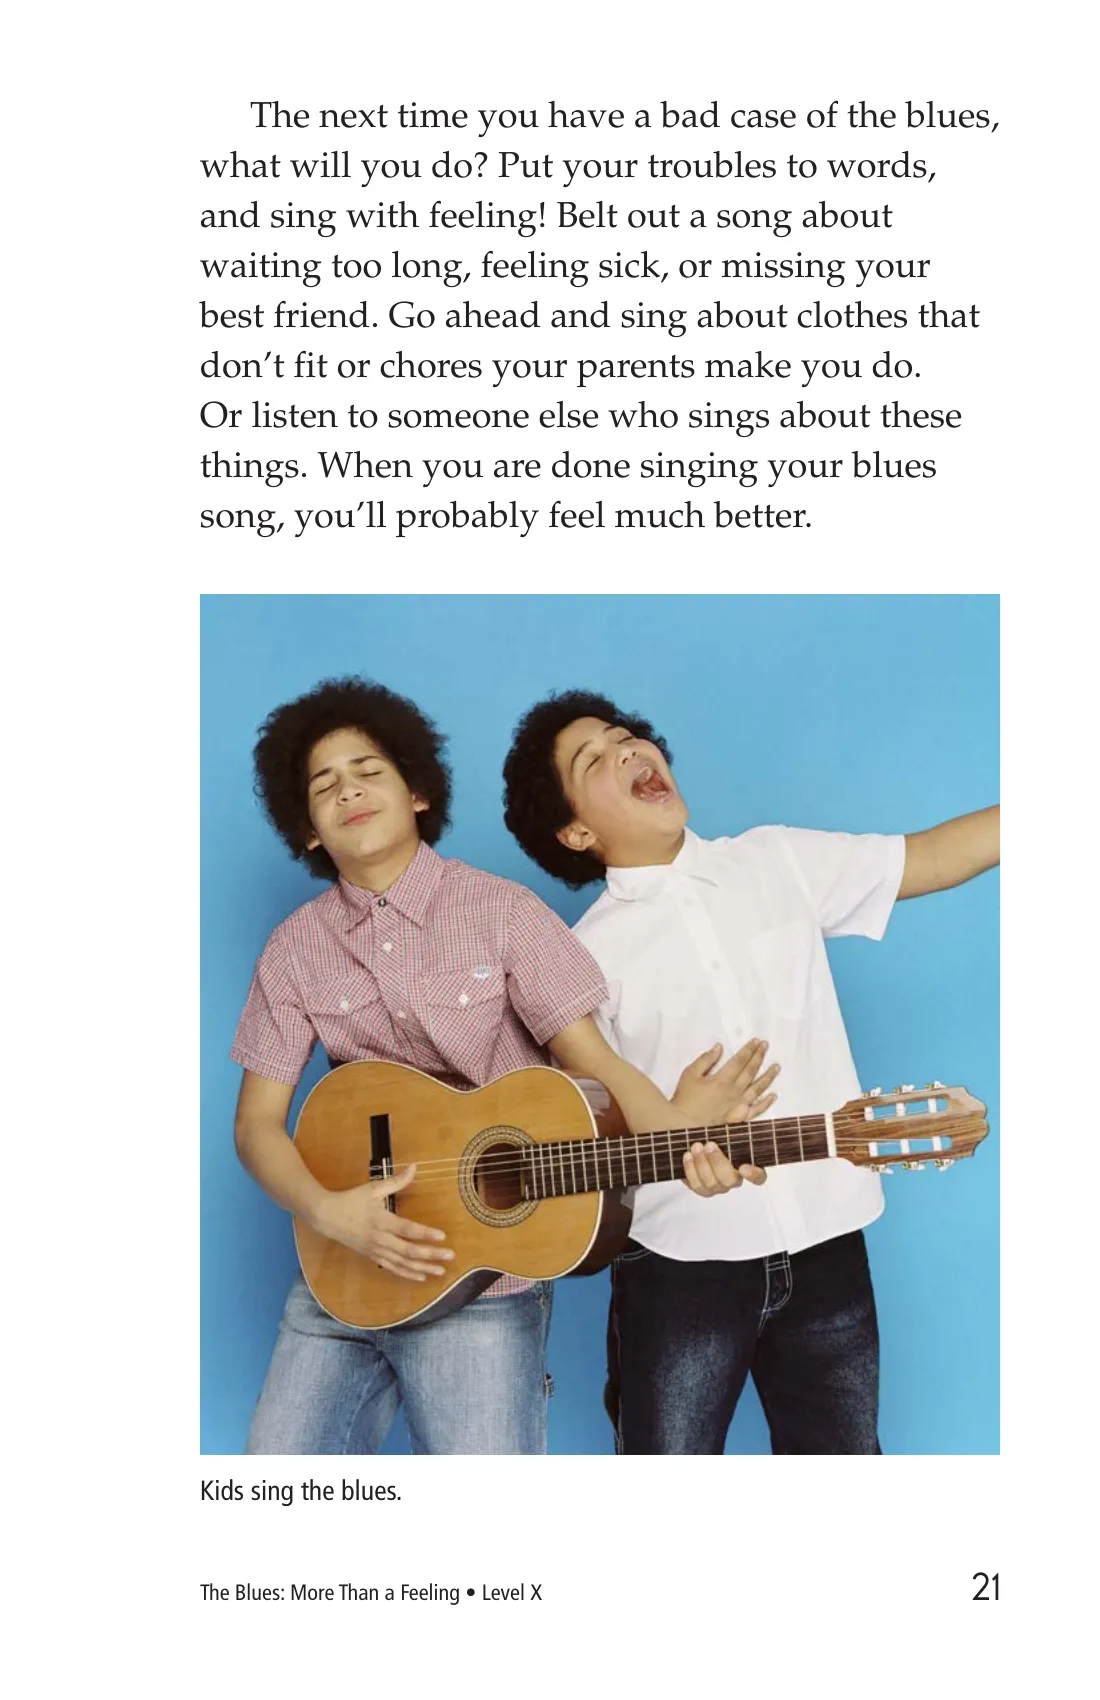 The next time you have a bad case of the blues,
what will you do? Put your troubles to words,
and sing with feeling! Belt out a song about
waiting too long, feeling sick, or missing your
best friend. Go ahead and sing about clothes that
don’t fit or chores your parents make you do.
Or listen to someone else who sings about these
things. When you are done singing your blues
song, you’ll probably feel much better.
Kids sing the blues.
The Blues: More Than a Feeling • Level X
21